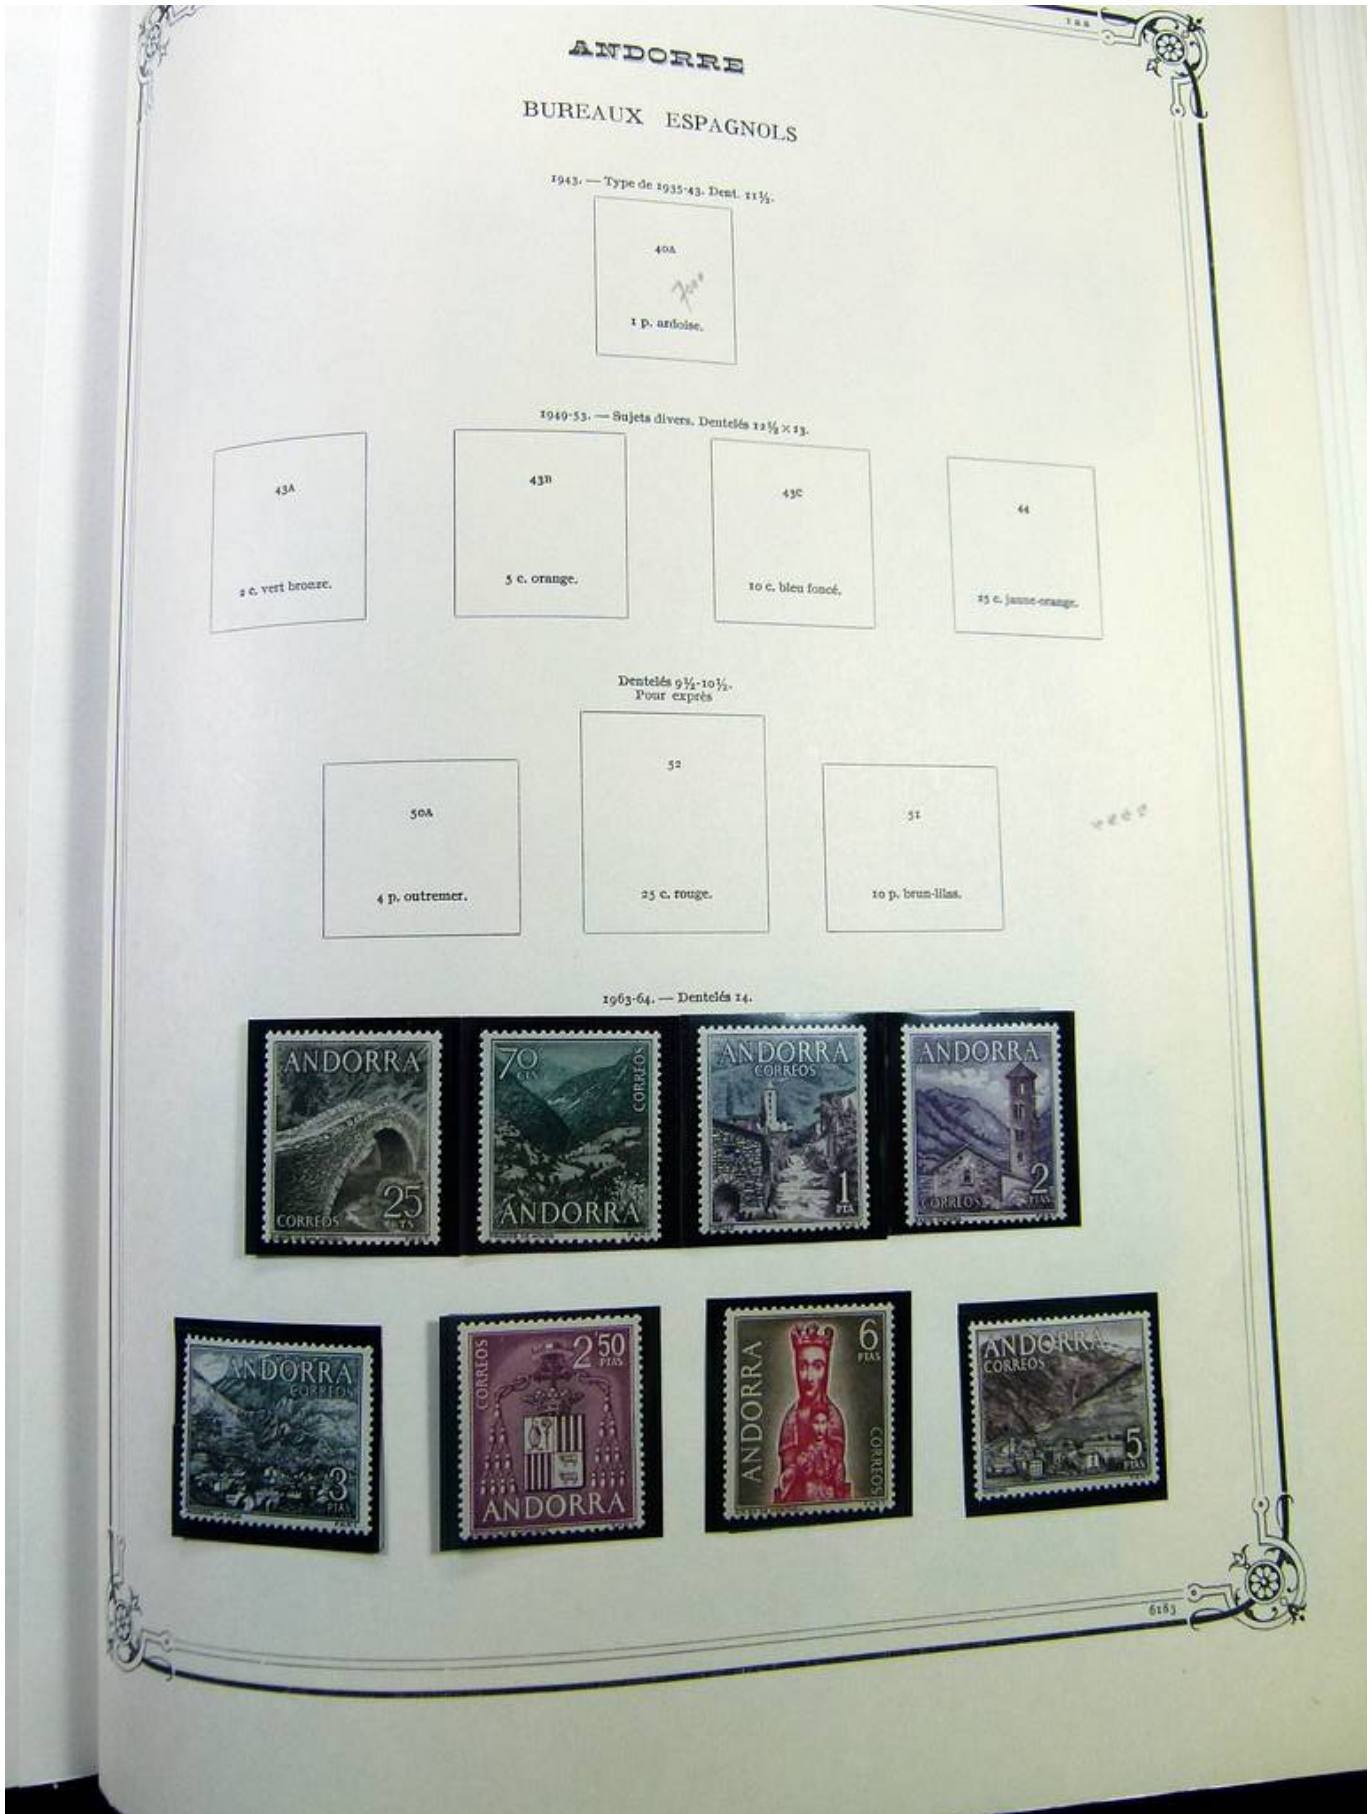 122
ANDORRE
BUREAUX ESPAGNOLS
1943. — Type de 1935-43. Dent. 11½.
40A
1 p. ardoise.
1949-53. — Sujets divers. Dentelés 12½ × 13.
43A
43B
43C
44
2 c. vert bronze.
5 c. orange.
10 c. bleu foncé.
25 c. jaune-orange.
Dentelés 9½-10½.
Pour exprès
50A
52
51
4 p. outremer.
25 c. rouge.
10 p. brun-lilas.
1963-64. — Dentelés 14.
ANDORRA
25 CTS
CORREOS
70 CTS
CORREOS
ANDORRA
ANDORRA
CORREOS
1 PTA
ANDORRA
2 PTAS
CORREOS
ANDORRA
CORREOS
3 PTAS
CORREOS
2'50 PTAS
ANDORRA
6 PTAS
ANDORRA
CORREOS
ANDORRA
CORREOS
5 PTAS
6183